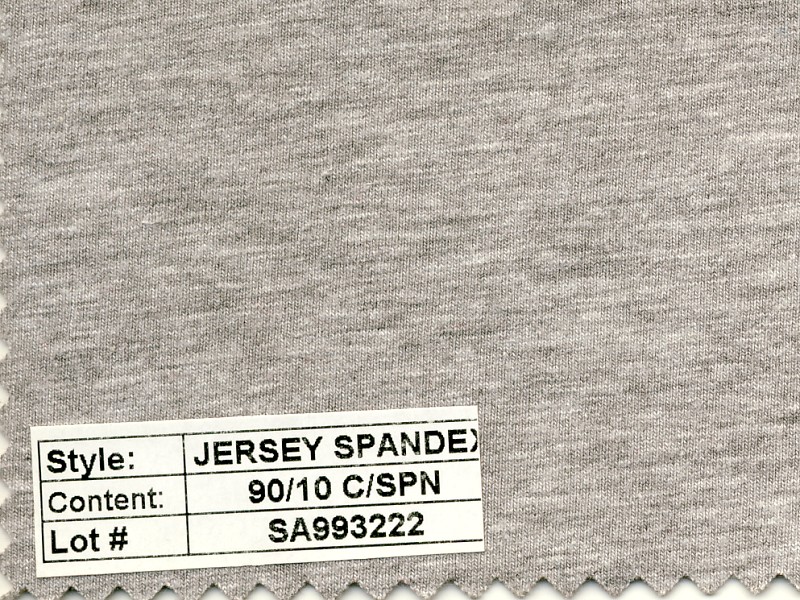 Style: JERSEY SPANDEX
Content: 90/10 C/SPN
Lot # SA993222